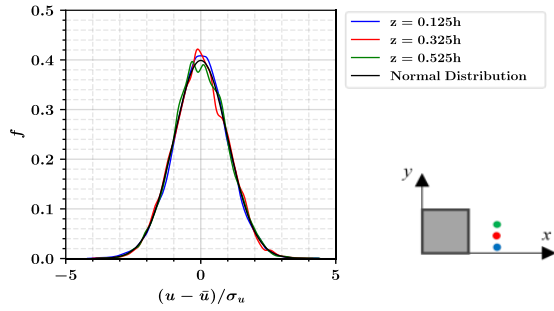 0.5
0.4
0.3
0.2
0.1
0.0
f
−5
0
5
(u − ū)/σᵤ
z = 0.125h
z = 0.325h
z = 0.525h
Normal Distribution
y
x